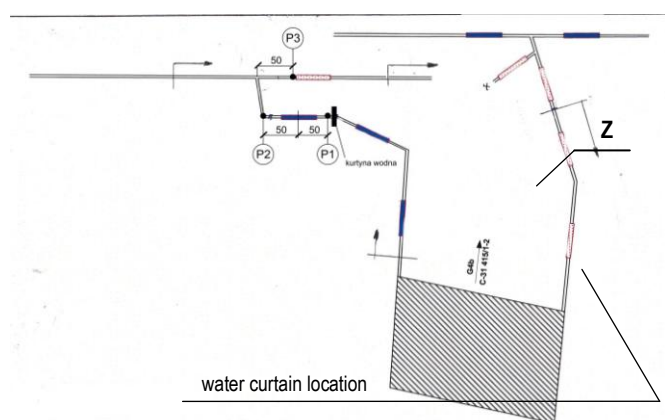 P3
50
50
50
P2
P1
kurtyna wodna
Z
G4b
C-31 415/1-2
water curtain location